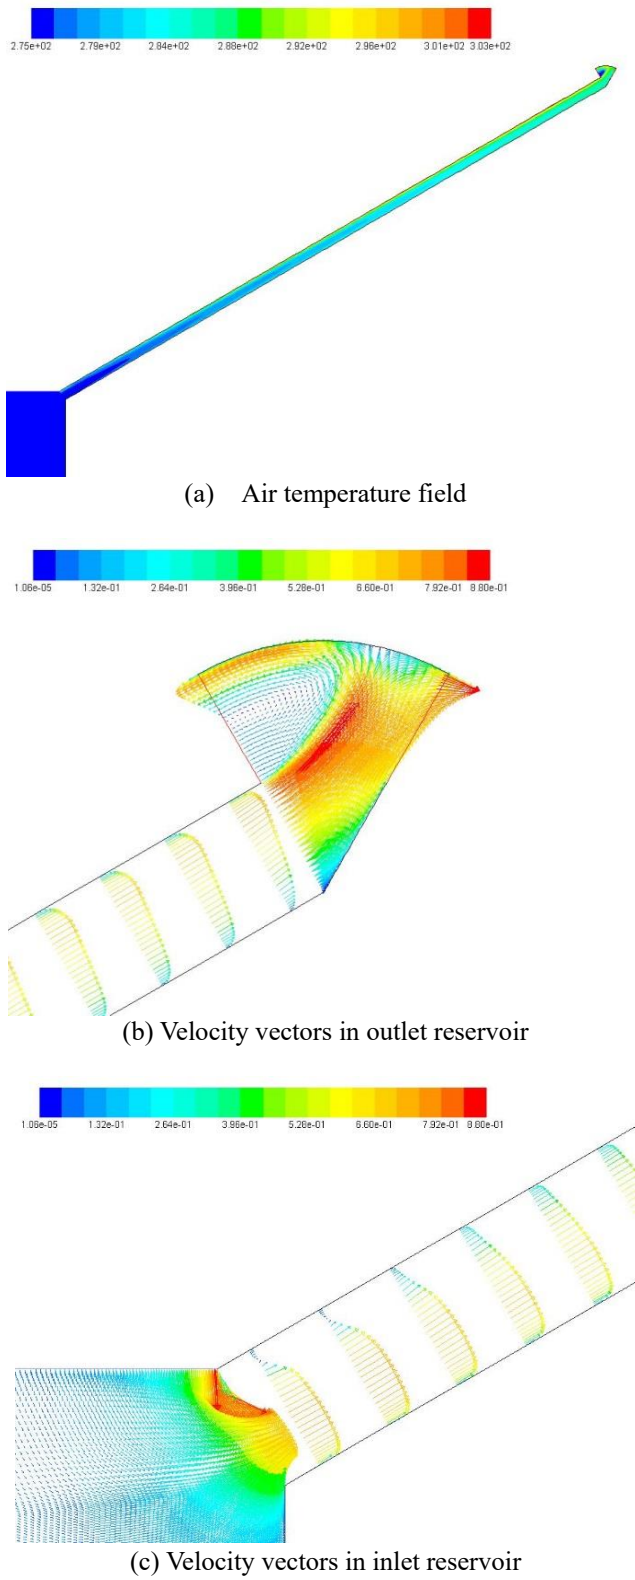 2.75e+02 2.79e+02 2.84e+02 2.88e+02 2.92e+02 2.96e+02 3.01e+02 3.03e+02
(a) Air temperature field
1.06e-05 1.32e-01 2.64e-01 3.96e-01 5.28e-01 6.60e-01 7.92e-01 8.80e-01
(b) Velocity vectors in outlet reservoir
1.06e-05 1.32e-01 2.64e-01 3.96e-01 5.28e-01 6.60e-01 7.92e-01 8.80e-01
(c) Velocity vectors in inlet reservoir